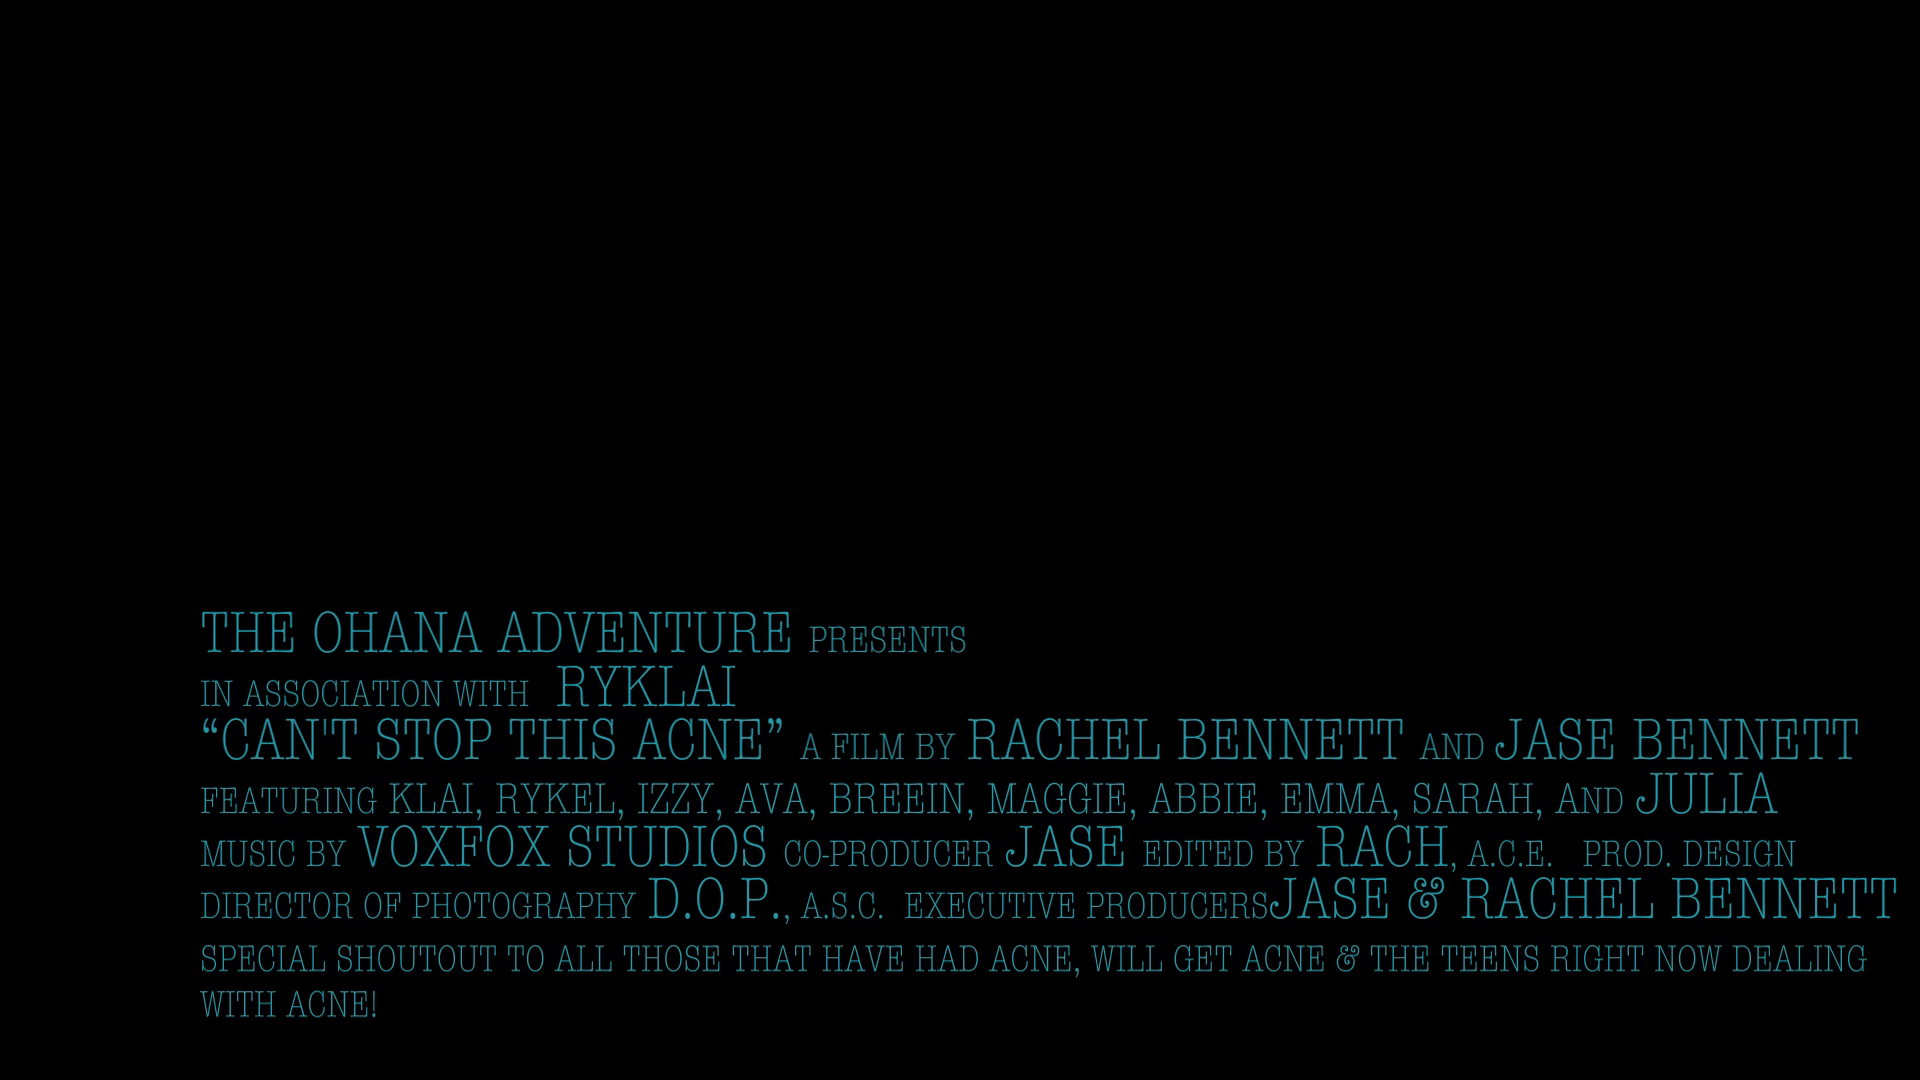 THE OHANA ADVENTURE PRESENTS
IN ASSOCIATION WITH RYKLAI
“CAN'T STOP THIS ACNE” A FILM BY RACHEL BENNETT AND JASE BENNETT
FEATURING KLAI, RYKEL, IZZY, AVA, BREEIN, MAGGIE, ABBIE, EMMA, SARAH, AND JULIA
MUSIC BY VOXFOX STUDIOS CO-PRODUCER JASE EDITED BY RACH, A.C.E. PROD. DESIGN
DIRECTOR OF PHOTOGRAPHY D.O.P., A.S.C. EXECUTIVE PRODUCERSJASE & RACHEL BENNETT
SPECIAL SHOUTOUT TO ALL THOSE THAT HAVE HAD ACNE, WILL GET ACNE & THE TEENS RIGHT NOW DEALING
WITH ACNE!